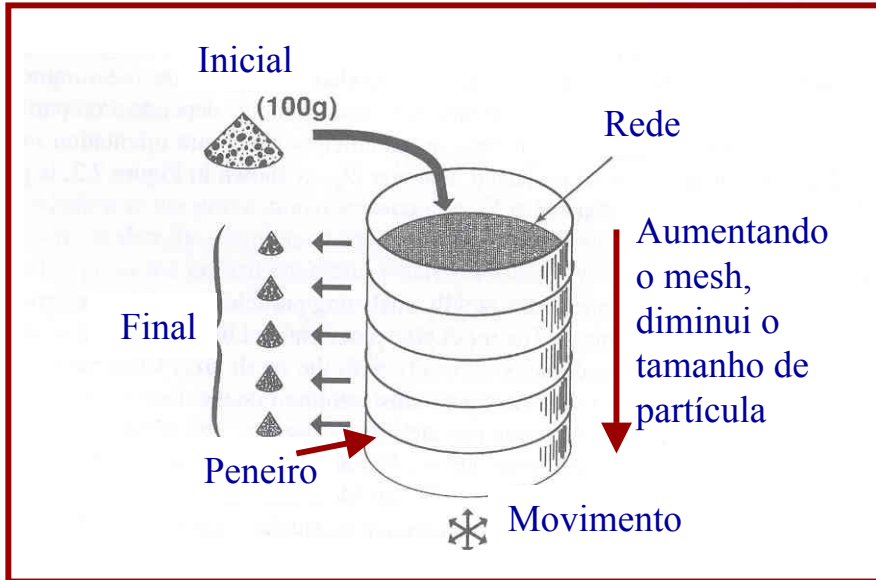 Inicial
(100g)
Rede
Aumentando
o mesh,
diminui o
tamanho de
partícula
Final
Peneiro
Movimento